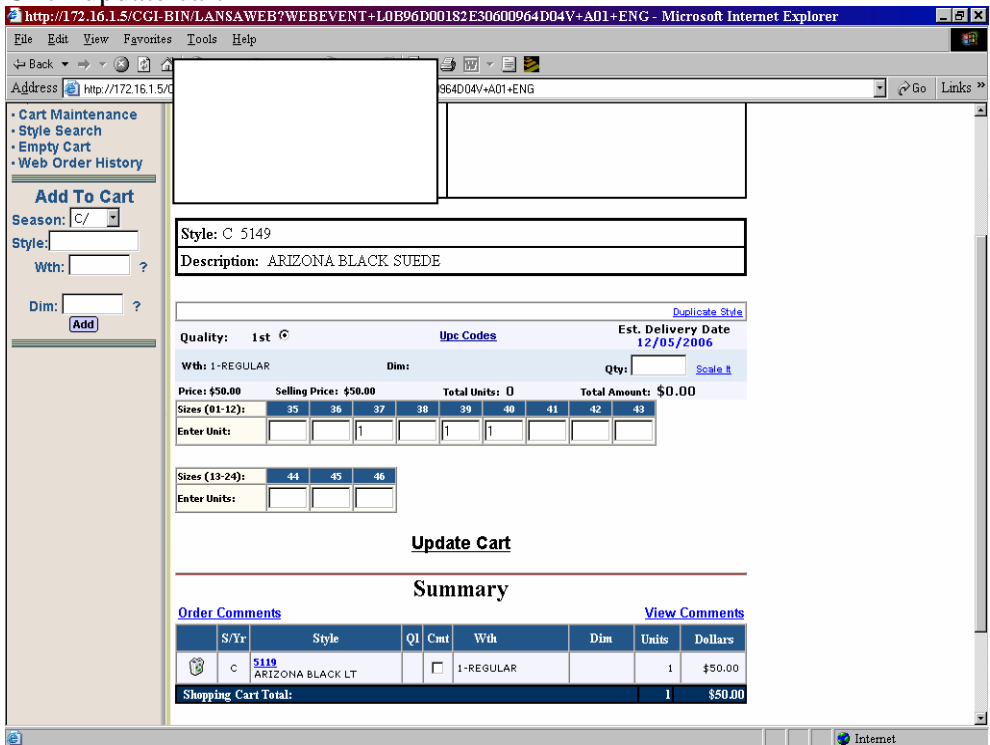 http://172.16.1.5/CGI-BIN/LANSAWEB?WEBEVENT+L0B96D00182E30600964D04V+A01+ENG - Microsoft Internet Explorer
File Edit View Favorites Tools Help
Back
Address http://172.16.1.5/C 0964D04V+A01+ENG Go Links »
• Cart Maintenance
• Style Search
• Empty Cart
• Web Order History
Add To Cart
Season: C/
Style:
Wth: ?
Dim: ?
Add
Style: C 5149
Description: ARIZONA BLACK SUEDE
Duplicate Style
Quality: 1st Upc Codes Est. Delivery Date
12/05/2006
Wth: 1-REGULAR Dim: Qty: Scale It
Price: $50.00 Selling Price: $50.00 Total Units: 0 Total Amount: $0.00
Sizes (01-12): 35 36 37 38 39 40 41 42 43
Enter Unit: 1 1 1
Sizes (13-24): 44 45 46
Enter Units:
Update Cart
Summary
Order Comments View Comments
S/Yr Style Ql Cmt Wth Dim Units Dollars
C 5119 1-REGULAR 1 $50.00
ARIZONA BLACK LT
Shopping Cart Total: 1 $50.00
Internet